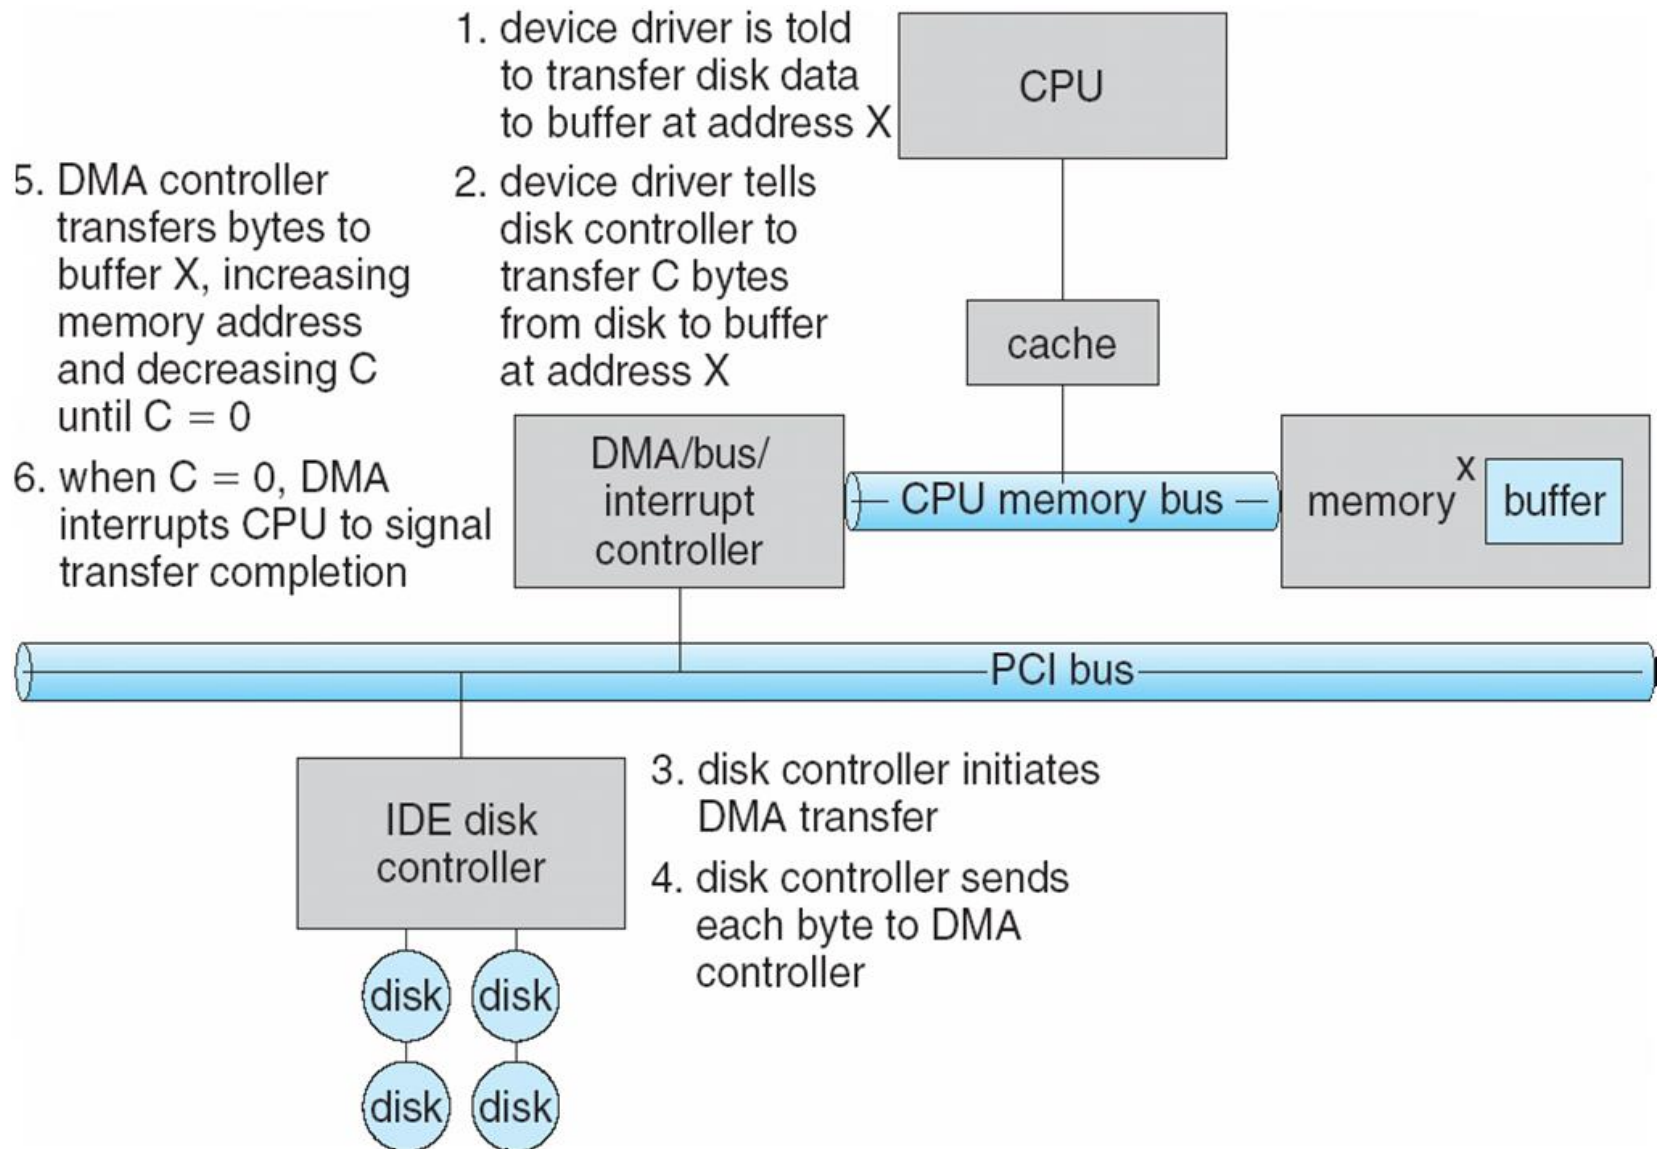 1. device driver is told
to transfer disk data
to buffer at address X
CPU
5. DMA controller
transfers bytes to
buffer X, increasing
memory address
and decreasing C
until C = 0
2. device driver tells
disk controller to
transfer C bytes
from disk to buffer
at address X
cache
6. when C = 0, DMA
interrupts CPU to signal
transfer completion
DMA/bus/
interrupt
controller
CPU memory bus
memory
X
buffer
PCI bus
IDE disk
controller
3. disk controller initiates
DMA transfer
4. disk controller sends
each byte to DMA
controller
disk
disk
disk
disk